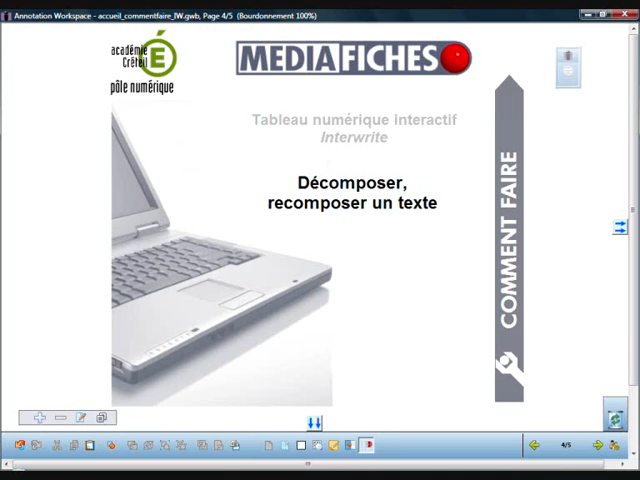 Annotation Workspace - accueil_commentfaire_IW.gwb, Page 4/5 (Bourdonnement 100%)
académie
Créteil
É
pôle numérique
MEDIAFICHES
Tableau numérique interactif
Interwrite
Décomposer,
recomposer un texte
COMMENT FAIRE
4/5